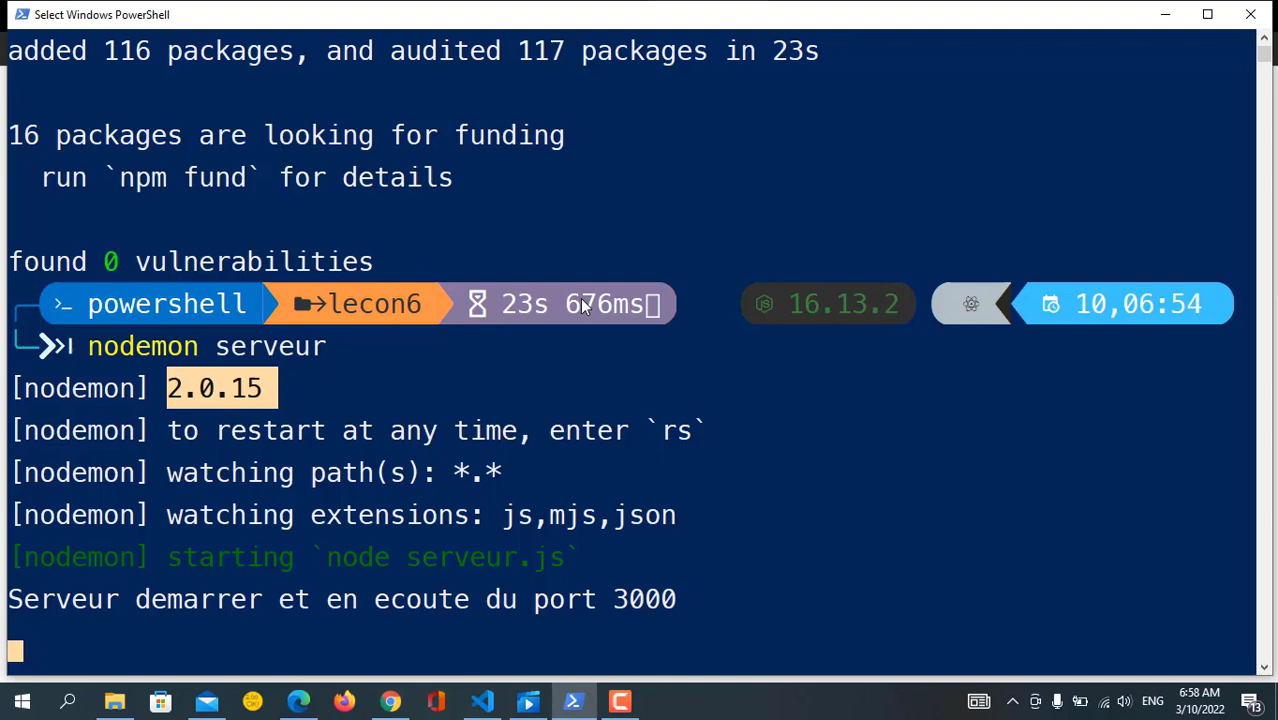 Select Windows PowerShell
added 116 packages, and audited 117 packages in 23s
16 packages are looking for funding
run `npm fund` for details
found 0 vulnerabilities
powershell lecon6 23s 676ms 16.13.2 10,06:54
nodemon serveur
[nodemon] 2.0.15
[nodemon] to restart at any time, enter `rs`
[nodemon] watching path(s): *.*
[nodemon] watching extensions: js,mjs,json
[nodemon] starting `node serveur.js`
Serveur demarrer et en ecoute du port 3000
ENG
6:58 AM
3/10/2022
13